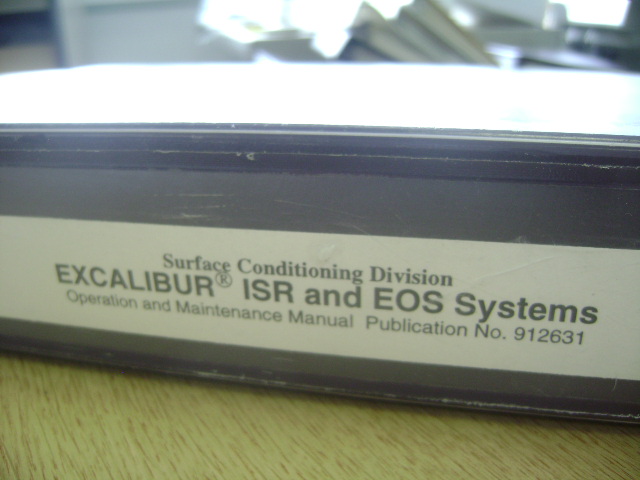 Surface Conditioning Division
EXCALIBUR® ISR and EOS Systems
Operation and Maintenance Manual Publication No. 912631